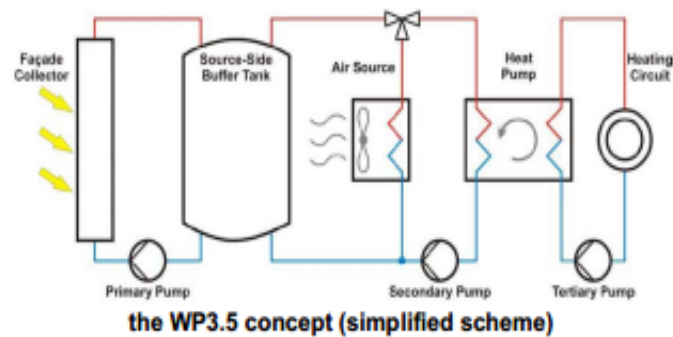 Façade
Collector
Source-Side
Buffer Tank
Air Source
Heat
Pump
Heating
Circuit
Primary Pump
Secondary Pump
Tertiary Pump
the WP3.5 concept (simplified scheme)